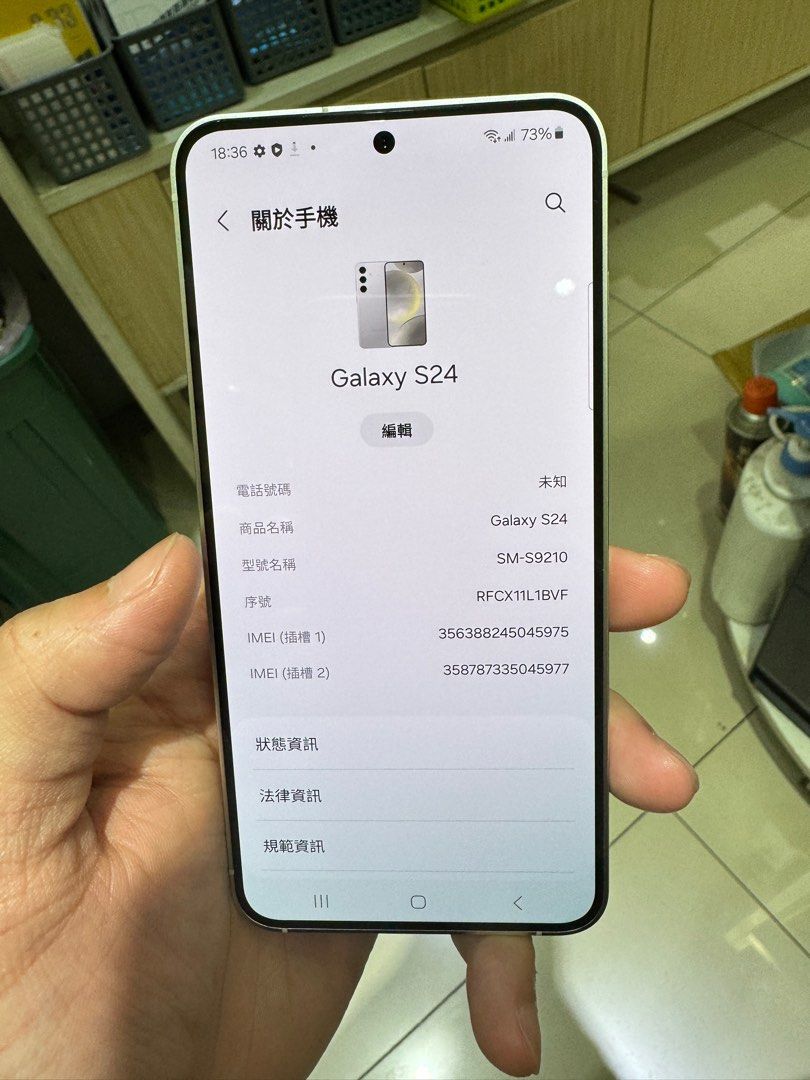 18:36
73%
關於手機
Galaxy S24
編輯
電話號碼 未知
商品名稱 Galaxy S24
型號名稱 SM-S9210
序號 RFCX11L1BVF
IMEI (插槽 1) 356388245045975
IMEI (插槽 2) 358787335045977
狀態資訊
法律資訊
規範資訊